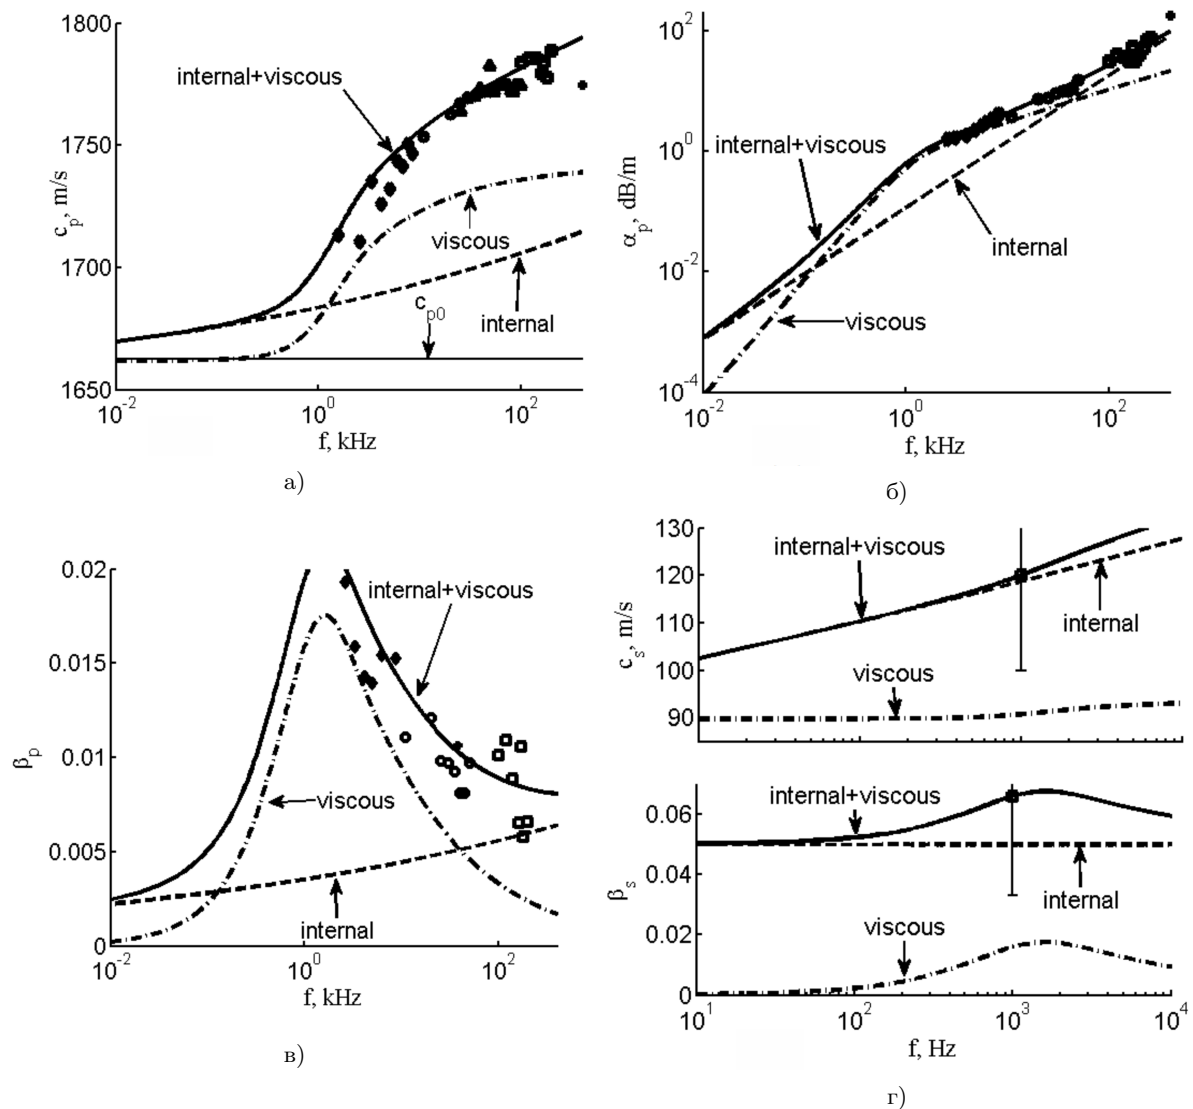 1800
1750
1700
1650
c_p, m/s
internal+viscous
viscous
internal
c_p0
10^-2
10^0
10^2
f, kHz
а)
10^2
10^0
10^-2
10^-4
α_p, dB/m
internal+viscous
internal
viscous
10^-2
10^0
10^2
f, kHz
б)
0.02
0.015
0.01
0.005
0
β_p
internal+viscous
viscous
internal
10^-2
10^0
10^2
f, kHz
в)
130
120
110
100
90
c_s, m/s
internal+viscous
internal
viscous
0.06
0.04
0.02
0
β_s
internal+viscous
internal
viscous
10^1
10^2
10^3
10^4
f, Hz
г)